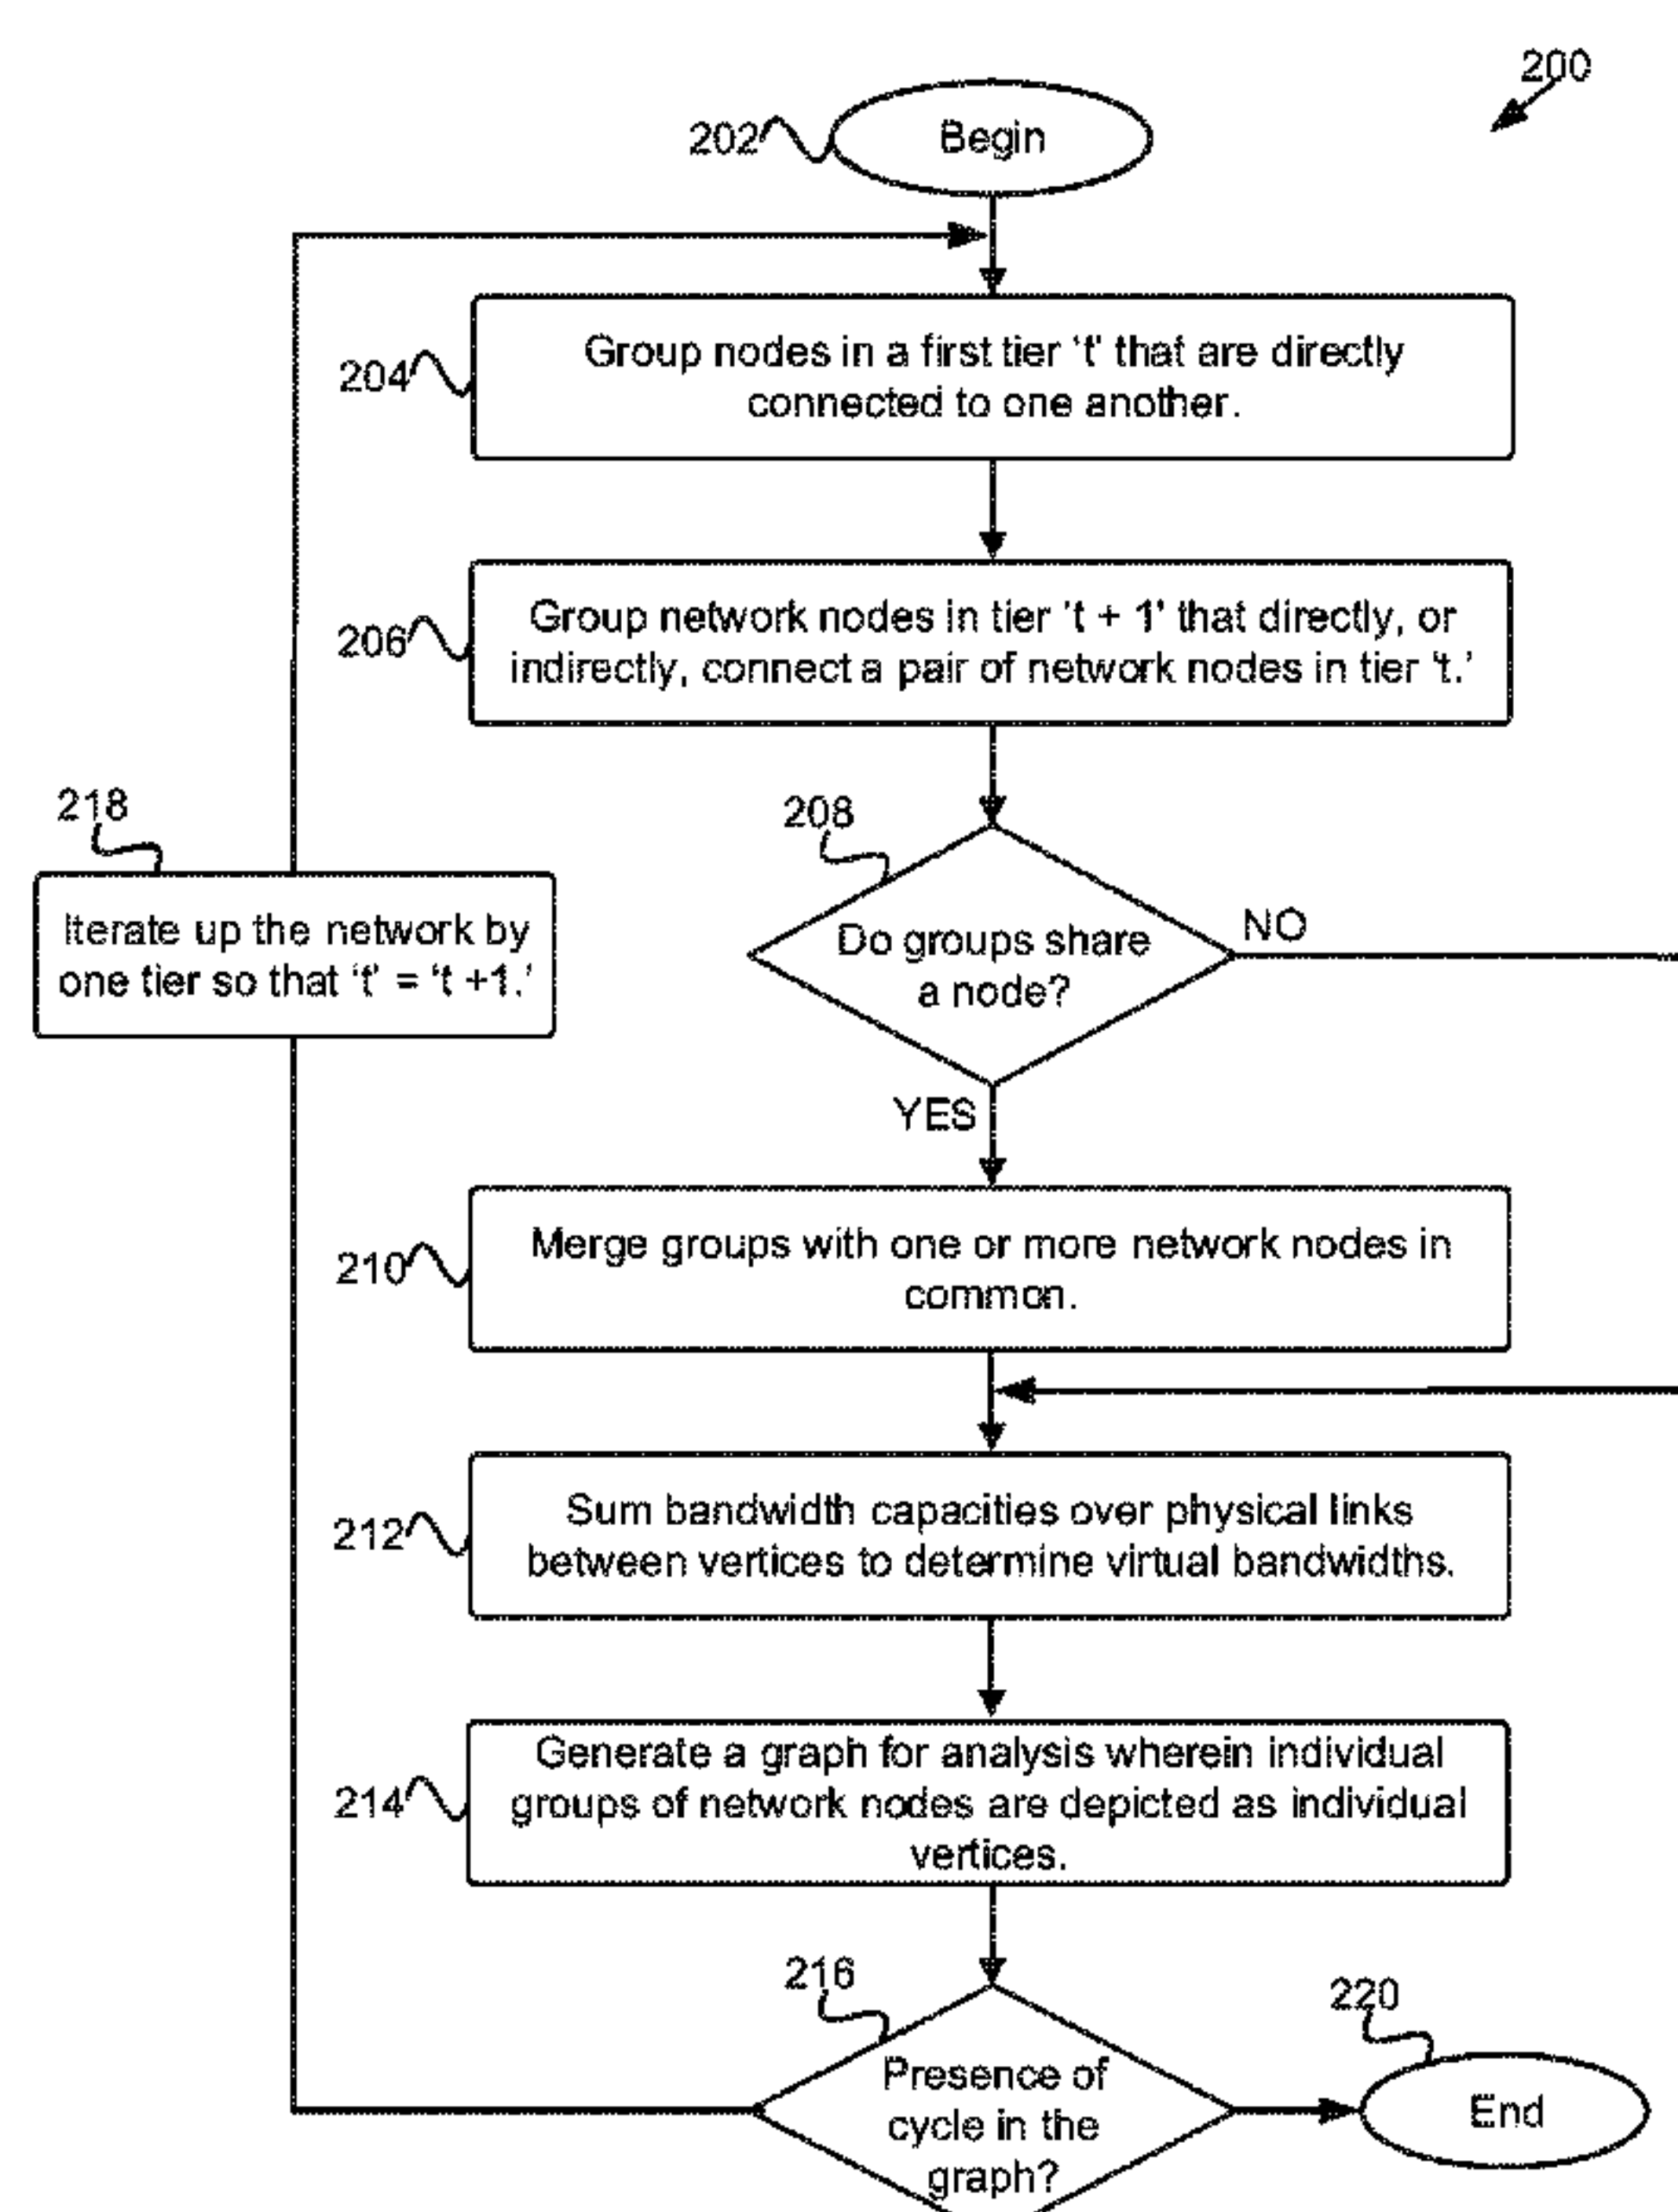 200
202
Begin
204
Group nodes in a first tier ‘t’ that are directly
connected to one another.
206
Group network nodes in tier ‘t + 1’ that directly, or
indirectly, connect a pair of network nodes in tier ‘t.’
218
Iterate up the network by
one tier so that ‘t’ = ‘t +1.’
208
Do groups share
a node?
NO
YES
210
Merge groups with one or more network nodes in
common.
212
Sum bandwidth capacities over physical links
between vertices to determine virtual bandwidths.
214
Generate a graph for analysis wherein individual
groups of network nodes are depicted as individual
vertices.
216
Presence of
cycle in the
graph?
220
End